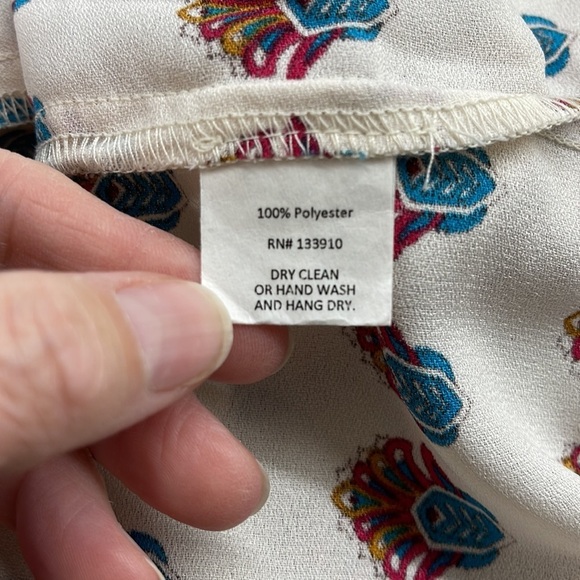 100% Polyester
RN# 133910
DRY CLEAN
OR HAND WASH
AND HANG DRY.